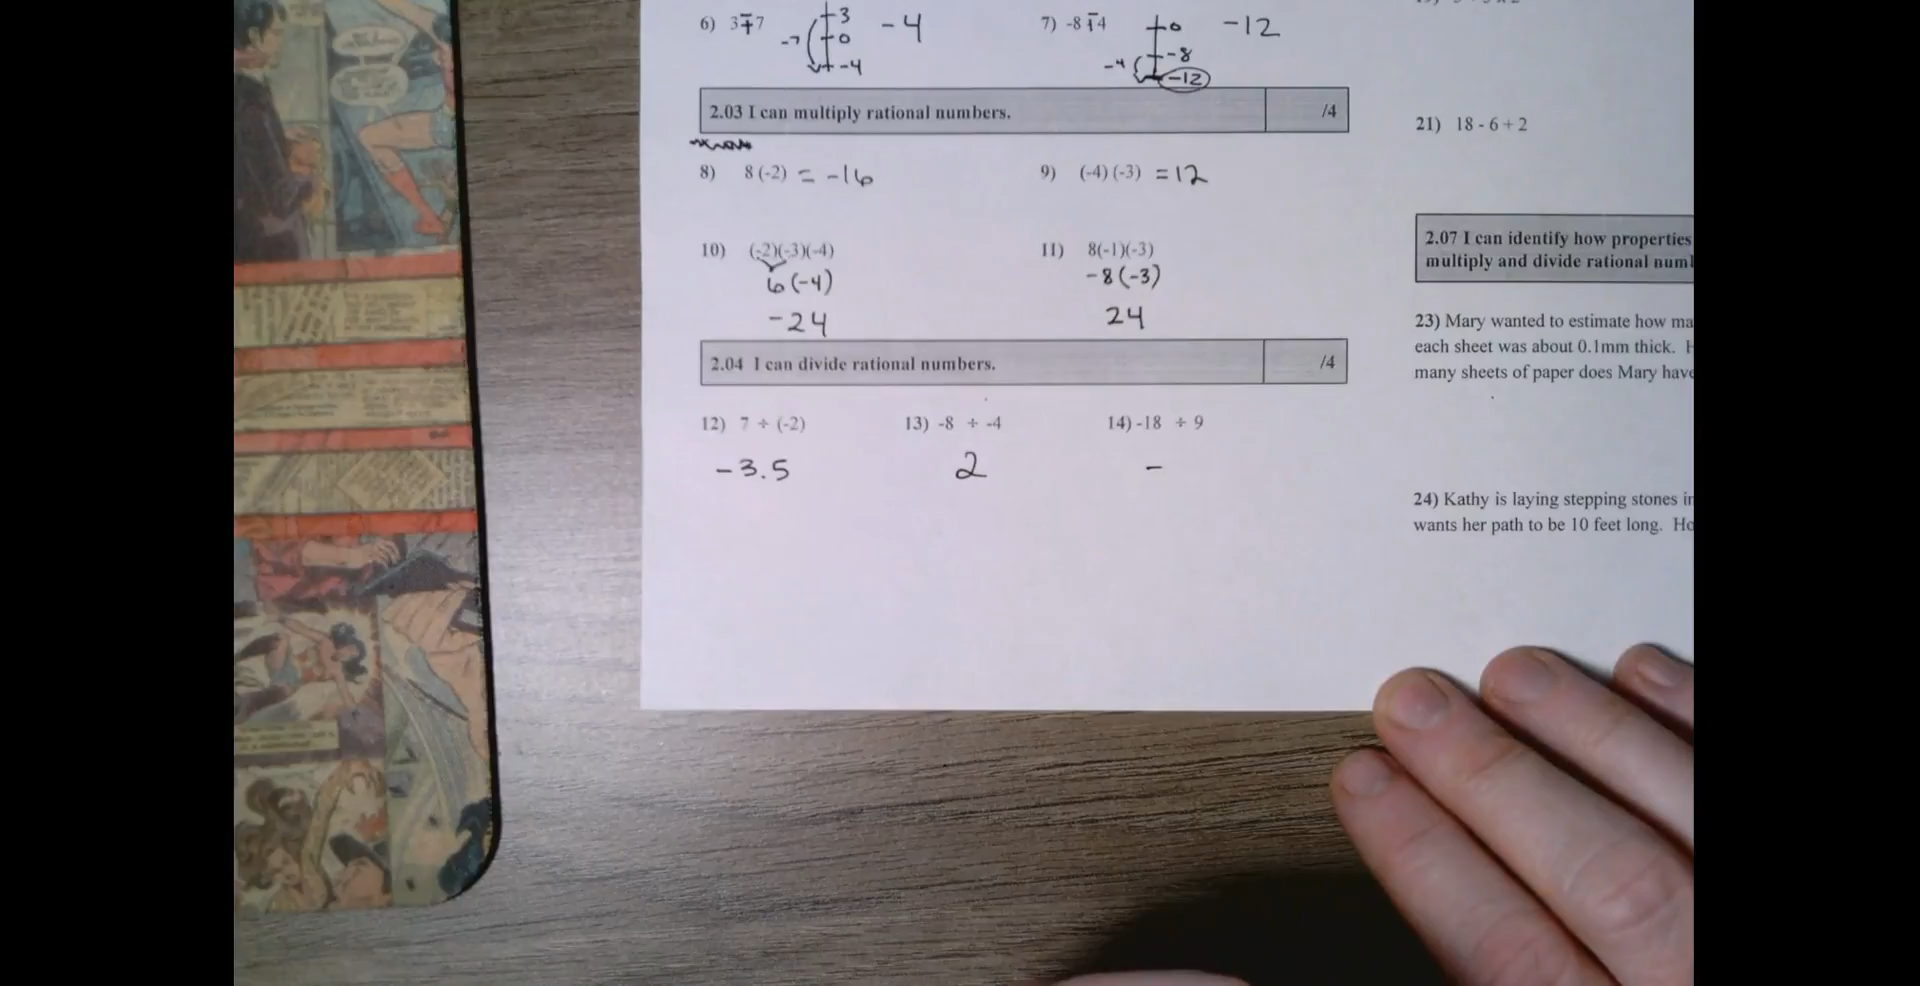 6) 3-+7 -7 3 0 -4 -4
7) -8 -+4 0 -8 -4 -12 -12
2.03 I can multiply rational numbers. /4
8) 8 (-2) = -16
9) (-4) (-3) = 12
10) (-2)(-3)(-4)
6(-4)
-24
11) 8(-1)(-3)
-8(-3)
24
2.04 I can divide rational numbers. /4
12) 7 ÷ (-2)
-3.5
13) -8 ÷ -4
2
14) -18 ÷ 9
-
21) 18 - 6 + 2
2.07 I can identify how properties
multiply and divide rational
23) Mary wanted to estimate how ma
each sheet was about 0.1mm thick.
many sheets of paper does Mary have
24) Kathy is laying stepping stones in
wants her path to be 10 feet long. Ho